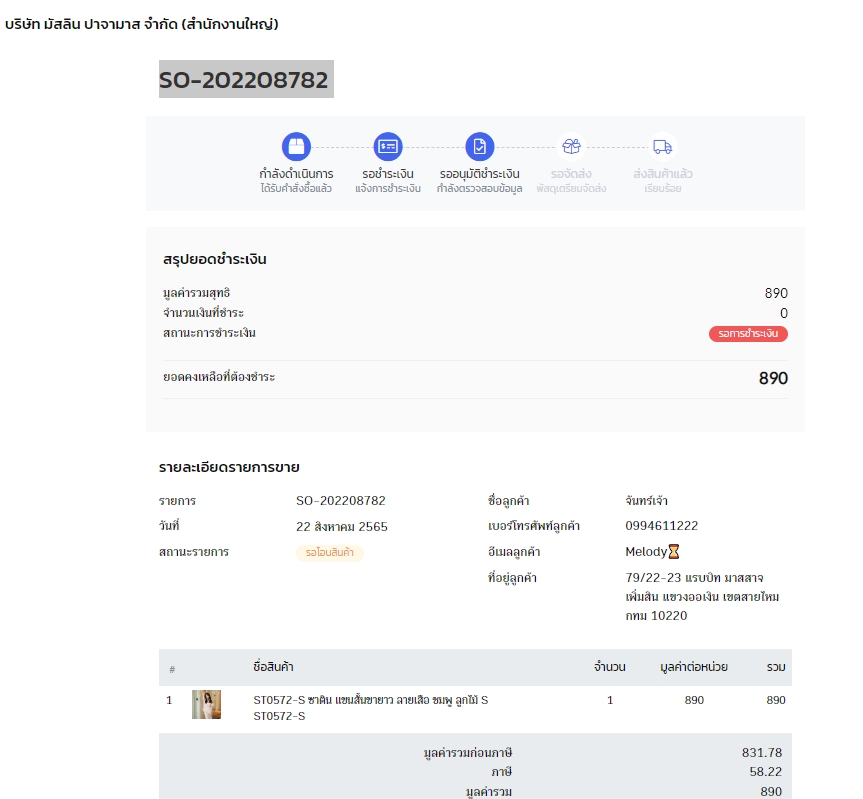 บริษัท มัสลิน ปาจามาส จำกัด (สำนักงานใหญ่)
SO-202208782
กำลังดำเนินการ รอชำระเงิน รออนุมัติชำระเงิน รอจัดส่ง ส่งสินค้าแล้ว
ได้รับคำสั่งซื้อแล้ว แจ้งการชำระเงิน กำลังตรวจสอบข้อมูล พัสดุเตรียมจัดส่ง เรียบร้อย
สรุปยอดชำระเงิน
มูลค่ารวมสุทธิ 890
จำนวนเงินที่ชำระ 0
สถานะการชำระเงิน รอการชำระเงิน
ยอดคงเหลือที่ต้องชำระ 890
รายละเอียดรายการขาย
รายการ SO-202208782 ชื่อลูกค้า จันทร์เจ้า
วันที่ 22 สิงหาคม 2565 เบอร์โทรศัพท์ลูกค้า 0994611222
สถานะรายการ รอโอนสินค้า อีเมลลูกค้า Melody⏳
ที่อยู่ลูกค้า 79/22-23 แรบบิท มาสสาจ
เพิ่มสิน แขวงออเงิน เขตสายไหม
กทม 10220
# ชื่อสินค้า จำนวน มูลค่าต่อหน่วย รวม
1 ST0572-S ซาติน แขนสั้นขายาว ลายเสือ ชมพู ลูกไม้ S 1 890 890
ST0572-S
มูลค่ารวมก่อนภาษี 831.78
ภาษี 58.22
มูลค่ารวม 890